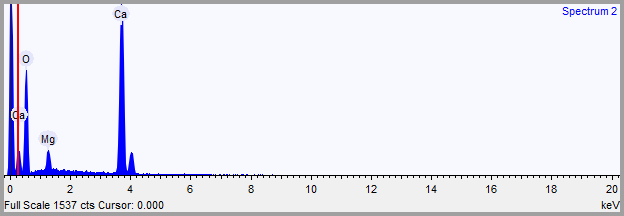 Spectrum 2
Ca
O
Ca
Mg
0 2 4 6 8 10 12 14 16 18 20
Full Scale 1537 cts Cursor: 0.000 keV